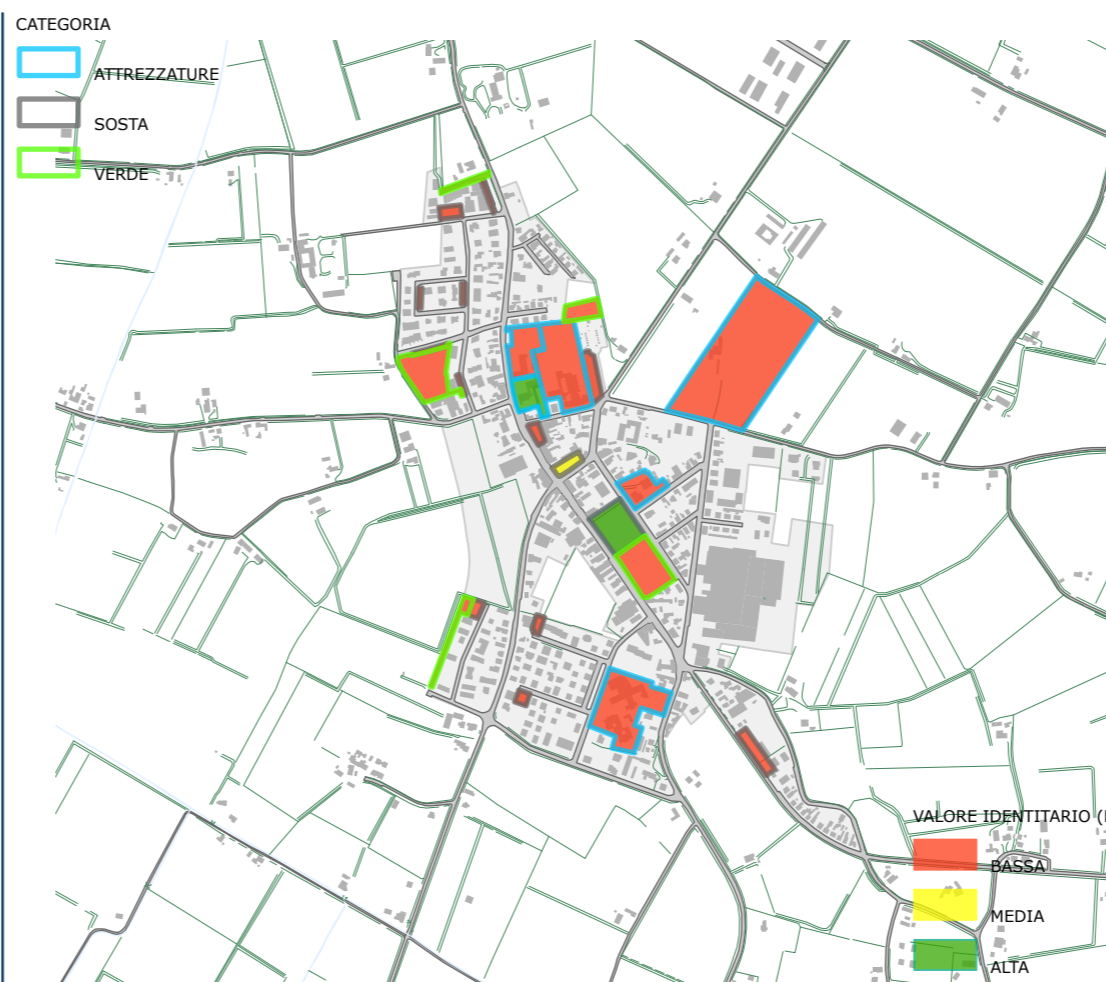 CATEGORIA
ATTREZZATURE
SOSTA
VERDE
VALORE IDENTITARIO (
BASSA
MEDIA
ALTA